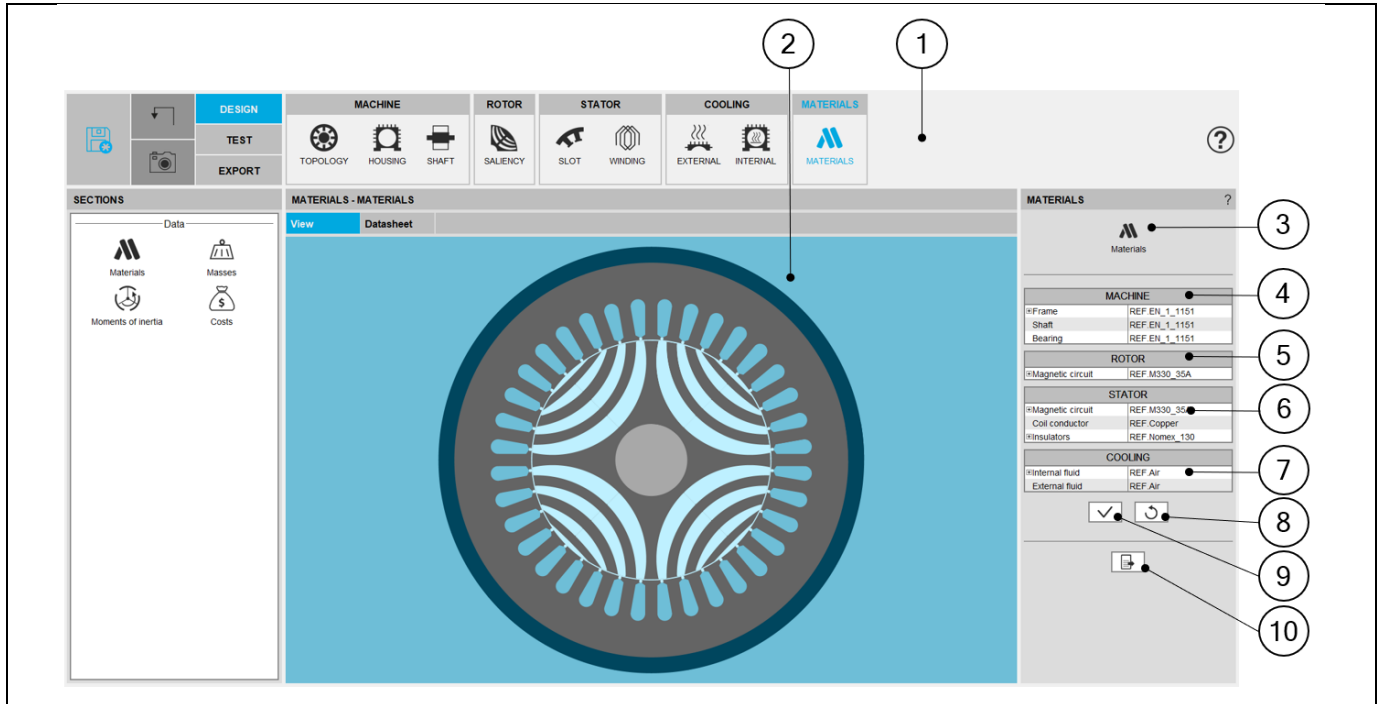 2
1
DESIGN
TEST
EXPORT
MACHINE
ROTOR
STATOR
COOLING
MATERIALS
TOPOLOGY
HOUSING
SHAFT
SALIENCY
SLOT
WINDING
EXTERNAL
INTERNAL
MATERIALS
?
SECTIONS
Data
Materials
Masses
$
Moments of inertia
Costs
MATERIALS - MATERIALS
View
Datasheet
MATERIALS
?
Materials
3
MACHINE
4
Frame REF.EN_1_1151
Shaft REF.EN_1_1151
Bearing REF.EN_1_1151
ROTOR
5
Magnetic circuit REF.M330_35A
STATOR
Magnetic circuit REF.M330_35A
6
Coil conductor REF.Copper
Insulators REF.Nomex_130
COOLING
Internal fluid REF.Air
7
External fluid REF.Air
8
9
10